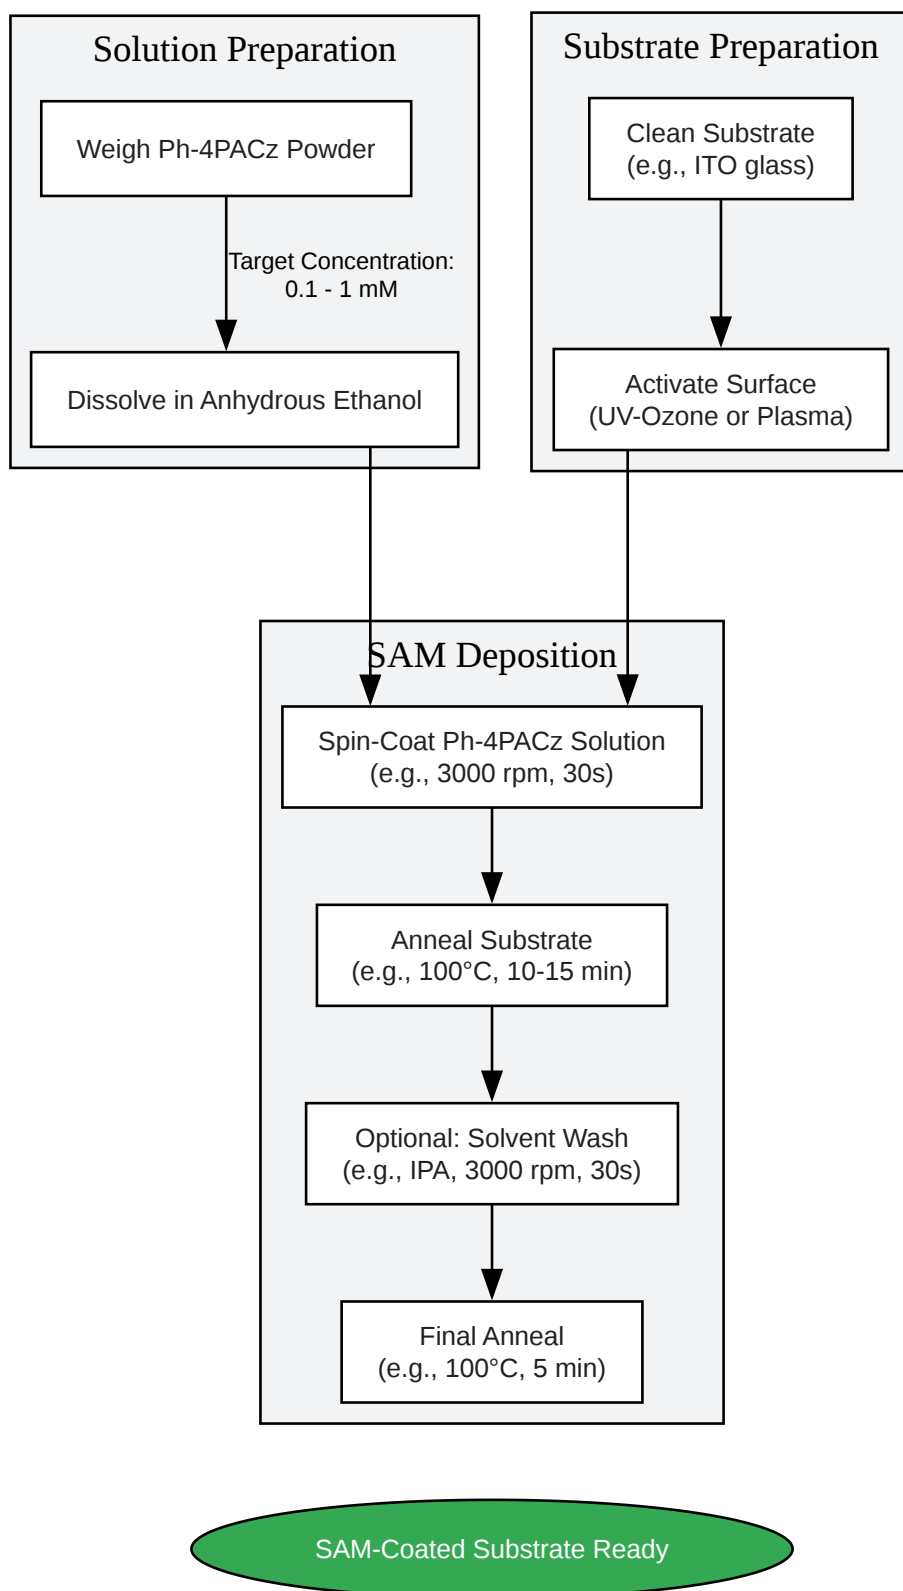 Solution Preparation
Weigh Ph-4PACz Powder
Target Concentration:
0.1 - 1 mM
Dissolve in Anhydrous Ethanol
Substrate Preparation
Clean Substrate
(e.g., ITO glass)
Activate Surface
(UV-Ozone or Plasma)
SAM Deposition
Spin-Coat Ph-4PACz Solution
(e.g., 3000 rpm, 30s)
Anneal Substrate
(e.g., 100°C, 10-15 min)
Optional: Solvent Wash
(e.g., IPA, 3000 rpm, 30s)
Final Anneal
(e.g., 100°C, 5 min)
SAM-Coated Substrate Ready